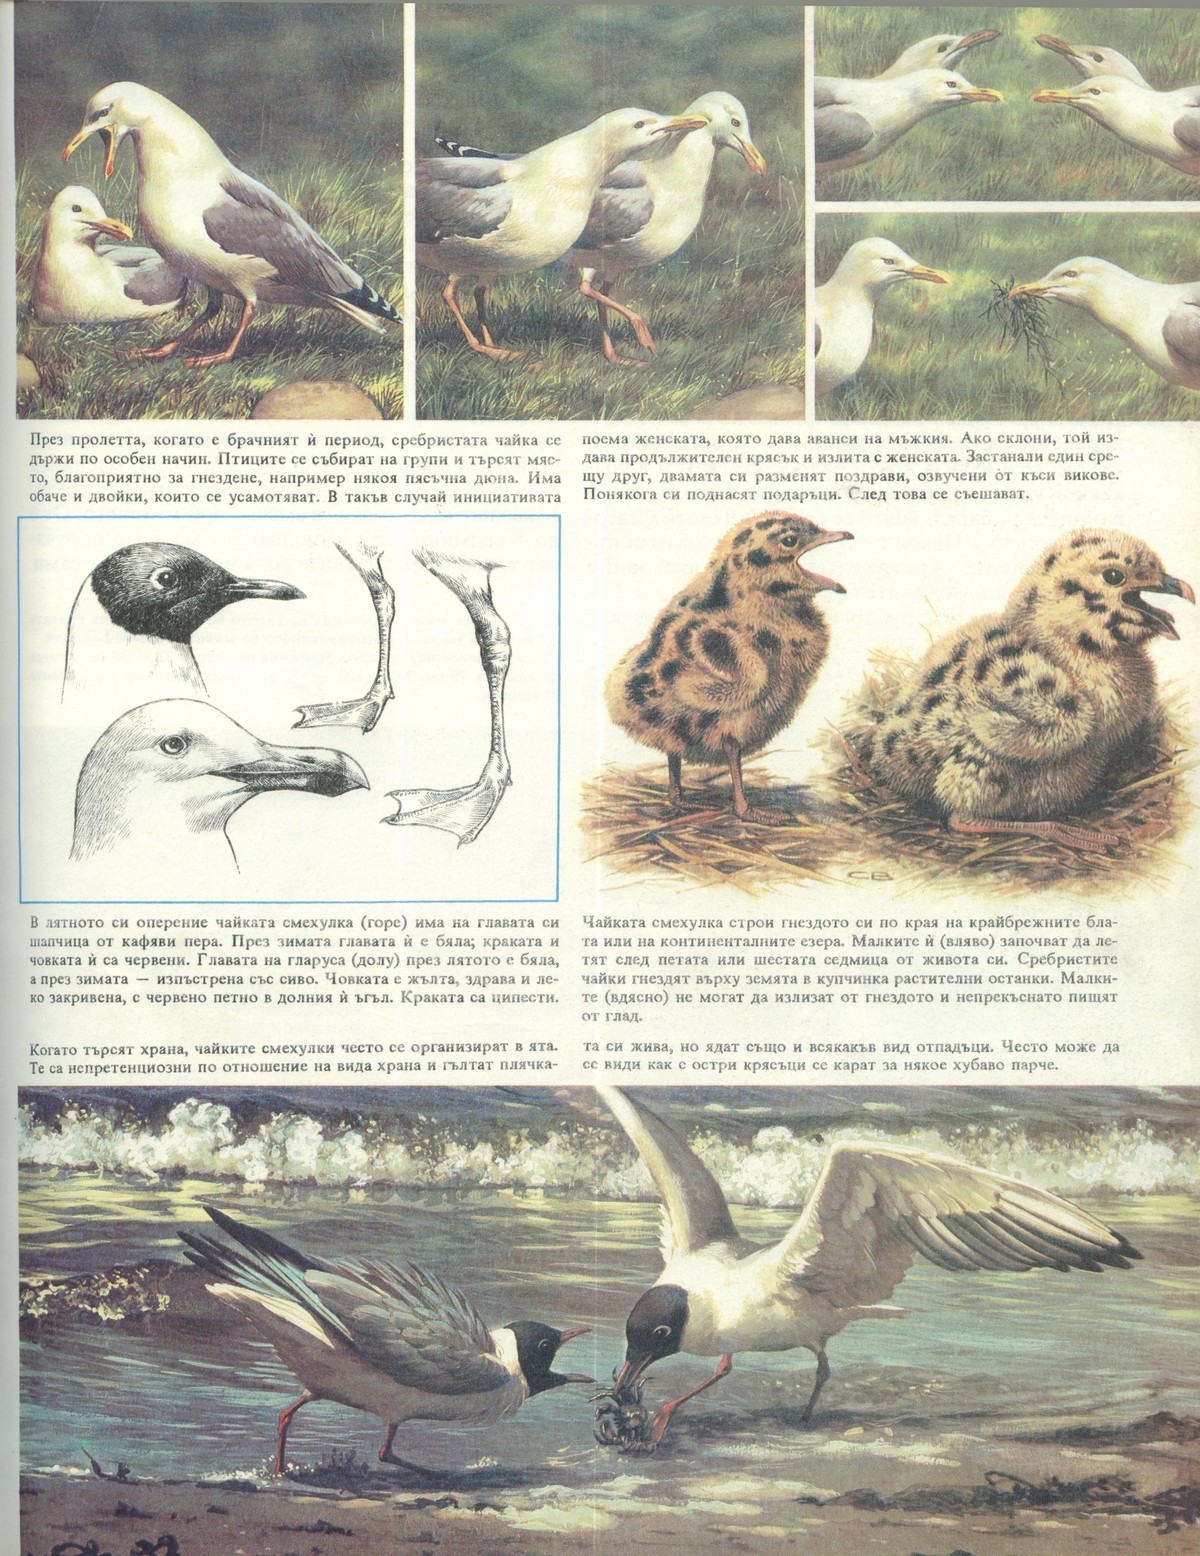 През пролетта, когато е брачният ѝ период, сребристата чайка се
държи по особен начин. Птиците се събират на групи и търсят мяс-
то, благоприятно за гнездене, например някоя пясъчна дюна. Има
обаче и двойки, които се усамотяват. В такъв случай инициативата
поема женската, която дава аванси на мъжкия. Ако склони, той из-
дава продължителен крясък и излита с женската. Застанали един сре-
щу друг, двамата си разменят поздрави, озвучени от къси викове.
Понякога си поднасят подаръци. След това се съешават.
В лятното си оперение чайката смехулка (горе) има на главата си
шапчица от кафяви пера. През зимата главата ѝ е бяла; краката и
човката ѝ са червени. Главата на гларуса (долу) през лятото е бяла,
а през зимата — изпъстрена със сиво. Човката е жълта, здрава и ле-
ко закривена, с червено петно в долния ѝ ъгъл. Краката са ципести.
СВ
Чайката смехулка строи гнездото си по края на крайбрежните бла-
та или на континенталните езера. Малките ѝ (вляво) започват да ле-
тят след петата или шестата седмица от живота си. Сребристите
чайки гнездят върху земята в купчинка растителни останки. Малки-
те (вдясно) не могат да излизат от гнездото и непрекъснато пищят
от глад.
Когато търсят храна, чайките смехулки често се организират в ята.
Те са непретенциозни по отношение на вида храна и гълтат плячка-
та си жива, но ядат също и всякакъв вид отпадъци. Често може да
се види как с остри крясъци се карат за някое хубаво парче.